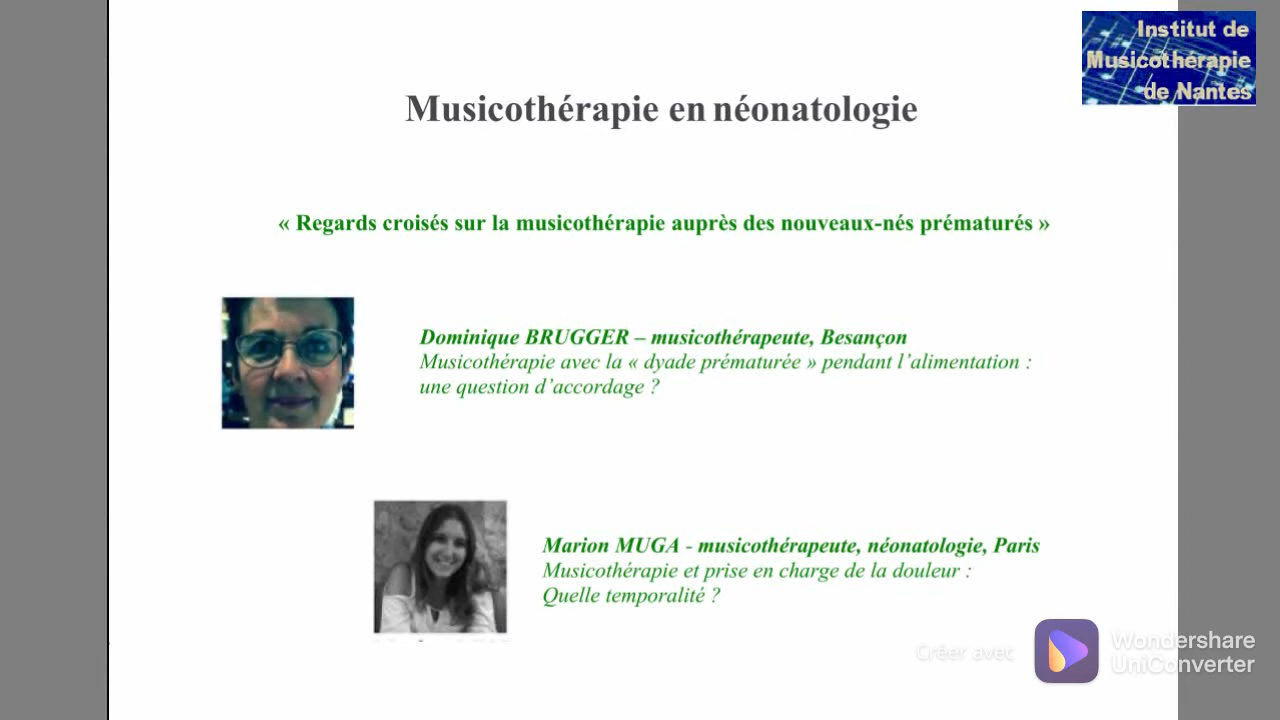 Institut de
Musicothérapie
de Nantes
Musicothérapie en néonatologie
« Regards croisés sur la musicothérapie auprès des nouveaux-nés prématurés »
Dominique BRUGGER – musicothérapeute, Besançon
Musicothérapie avec la « dyade prématurée » pendant l’alimentation :
une question d’accordage ?
Marion MUGA - musicothérapeute, néonatologie, Paris
Musicothérapie et prise en charge de la douleur :
Quelle temporalité ?
Créer avec
Wondershare
UniConverter